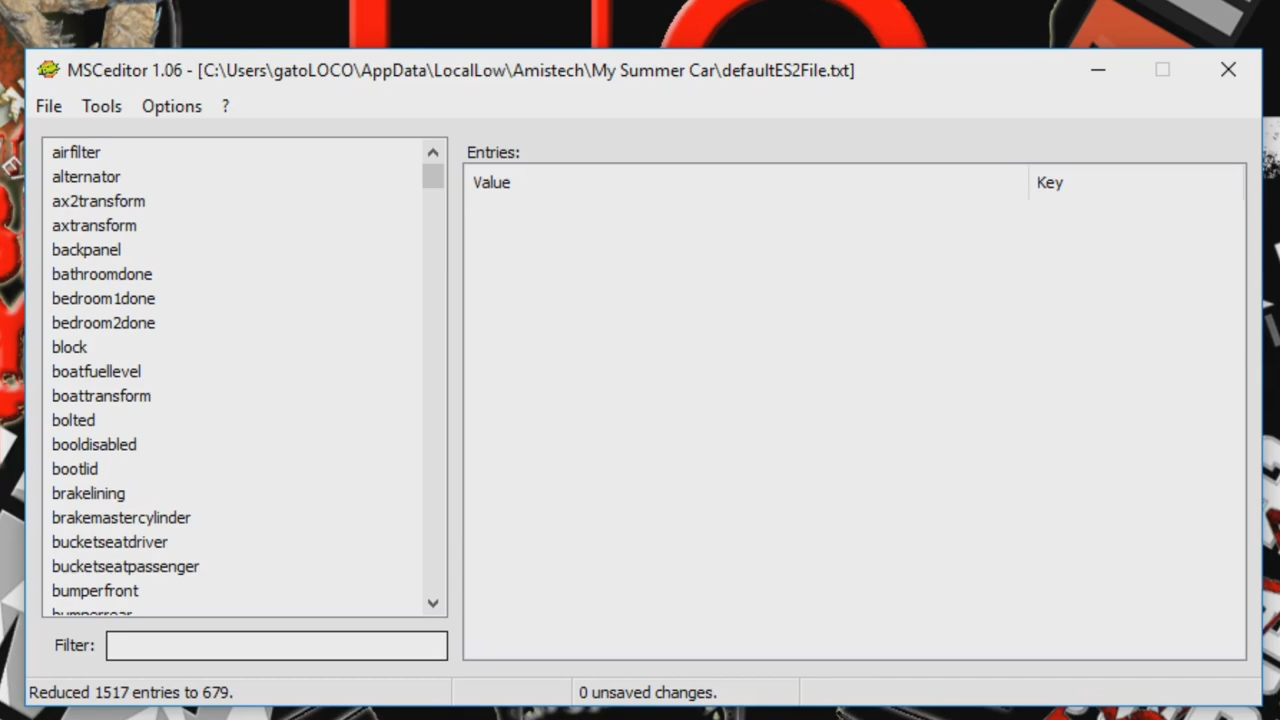 MSCeditor 1.06 - [C:\Users\gatoLOCO\AppData\LocalLow\Amistech\My Summer Car\defaultES2File.txt]
File Tools Options ?
airfilter
alternator
ax2transform
axtransform
backpanel
bathroomdone
bedroom1done
bedroom2done
block
boatfuellevel
boattransform
bolted
booldisabled
bootlid
brakelining
brakemastercylinder
bucketseatdriver
bucketseatpassenger
bumperfront
bumperrear
Filter:
Entries:
Value Key
Reduced 1517 entries to 679.
0 unsaved changes.